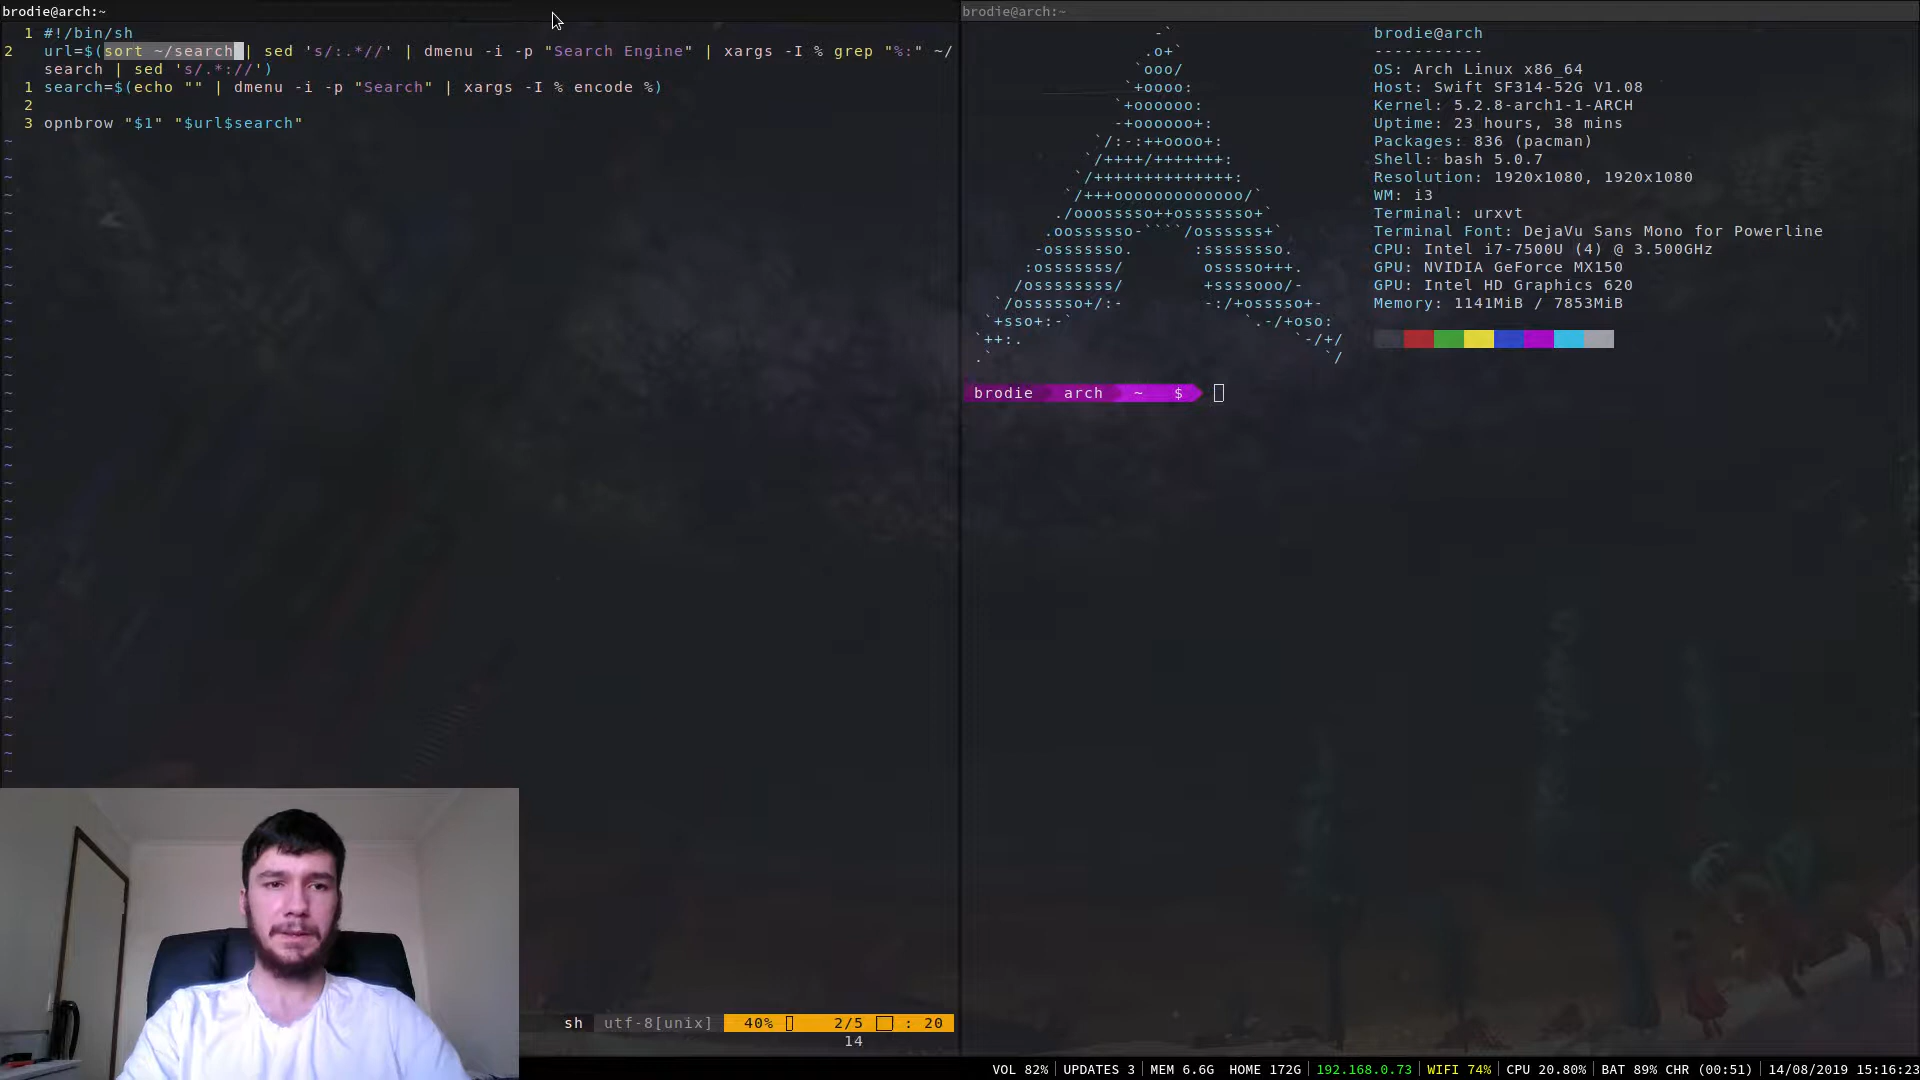 brodie@arch:~
1 #!/bin/sh
2 url=$(sort ~/search | sed 's/:.*//' | dmenu -i -p "Search Engine" | xargs -I % grep "%:" ~/
search | sed 's/.*://')
1 search=$(echo "" | dmenu -i -p "Search" | xargs -I % encode %)
2
3 opnbrow "$1" "$url$search"
sh utf-8[unix] 40% 2/5 : 20
14
brodie@arch:~
brodie@arch
-----------
OS: Arch Linux x86_64
Host: Swift SF314-52G V1.08
Kernel: 5.2.8-arch1-1-ARCH
Uptime: 23 hours, 38 mins
Packages: 836 (pacman)
Shell: bash 5.0.7
Resolution: 1920x1080, 1920x1080
WM: i3
Terminal: urxvt
Terminal Font: DejaVu Sans Mono for Powerline
CPU: Intel i7-7500U (4) @ 3.500GHz
GPU: NVIDIA GeForce MX150
GPU: Intel HD Graphics 620
Memory: 1141MiB / 7853MiB
brodie arch ~ $
VOL 82% UPDATES 3 MEM 6.6G HOME 172G 192.168.0.73 WIFI 74% CPU 20.80% BAT 89% CHR (00:51) 14/08/2019 15:16:23